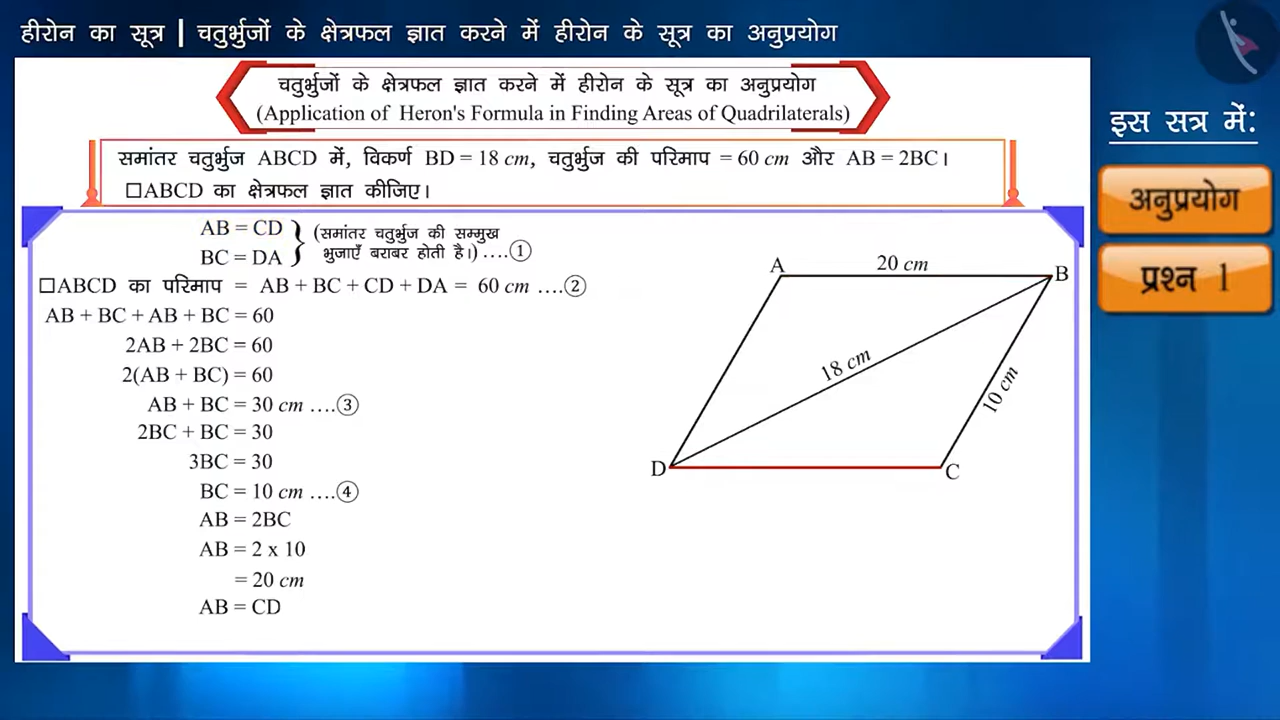 हीरोन का सूत्र | चतुर्भुजों के क्षेत्रफल ज्ञात करने में हीरोन के सूत्र का अनुप्रयोग
चतुर्भुजों के क्षेत्रफल ज्ञात करने में हीरोन के सूत्र का अनुप्रयोग
(Application of Heron's Formula in Finding Areas of Quadrilaterals)
समांतर चतुर्भुज ABCD में, विकर्ण BD = 18 cm, चतुर्भुज की परिमाप = 60 cm और AB = 2BC।
□ABCD का क्षेत्रफल ज्ञात कीजिए।
AB = CD
BC = DA
(समांतर चतुर्भुज की सम्मुख
भुजाएँ बराबर होती है।) ....①
□ABCD का परिमाप = AB + BC + CD + DA = 60 cm ....②
AB + BC + AB + BC = 60
2AB + 2BC = 60
2(AB + BC) = 60
AB + BC = 30 cm ....③
2BC + BC = 30
3BC = 30
BC = 10 cm ....④
AB = 2BC
AB = 2 x 10
= 20 cm
AB = CD
A
20 cm
B
18 cm
10 cm
D
C
इस सत्र में:
अनुप्रयोग
प्रश्न 1